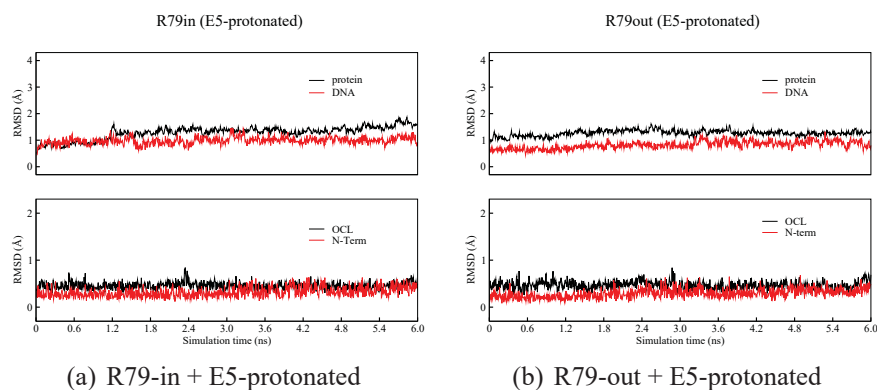 R79in (E5-protonated)
4
3
2
1
0
RMSD (Å)
protein
DNA
2
1
0
RMSD (Å)
OCL
N-Term
0 0.6 1.2 1.8 2.4 3.0 3.6 4.2 4.8 5.4 6.0
Simulation time (ns)
(a) R79-in + E5-protonated
R79out (E5-protonated)
4
3
2
1
0
RMSD (Å)
protein
DNA
2
1
0
RMSD (Å)
OCL
N-term
0 0.6 1.2 1.8 2.4 3.0 3.6 4.2 4.8 5.4 6.0
Simulation time (ns)
(b) R79-out + E5-protonated